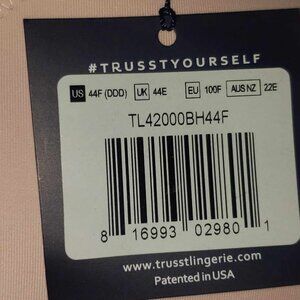 #TRUSSTYOURSELF
US 44F (DDD) UK 44E EU 100F AUS NZ 22E
TL42000BH44F
8 16993 02980 1
www.trusstlingerie.com
Patented in USA